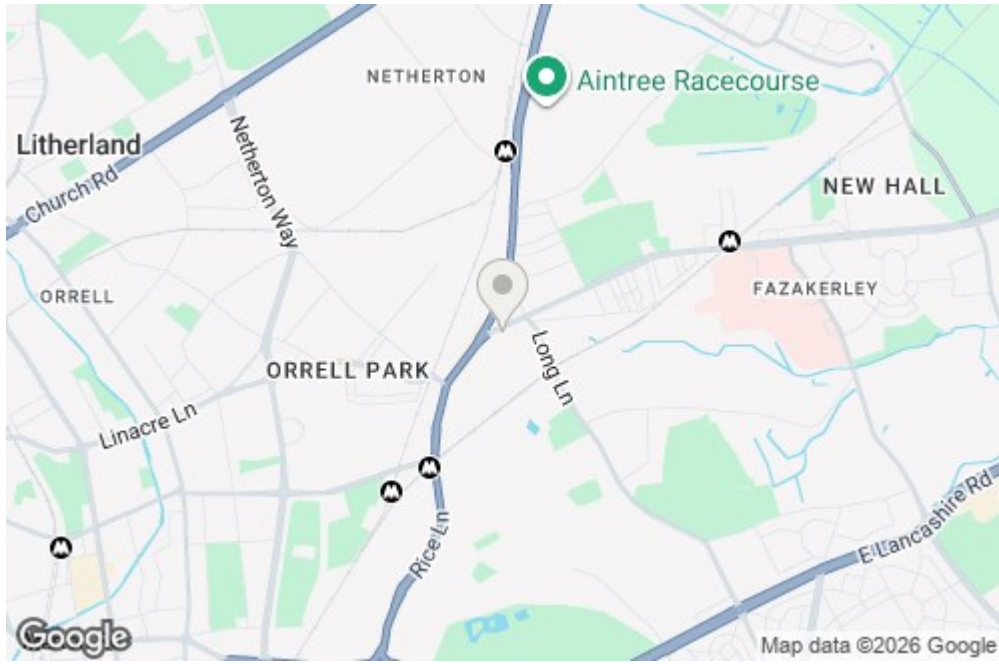 NETHERTON
Aintree Racecourse
Litherland
Church Rd
Netherton Way
NEW HALL
ORRELL
FAZAKERLEY
ORRELL PARK
Long Ln
Linacre Ln
Rice Ln
E Lancashire Rd
Google
Map data ©2026 Google